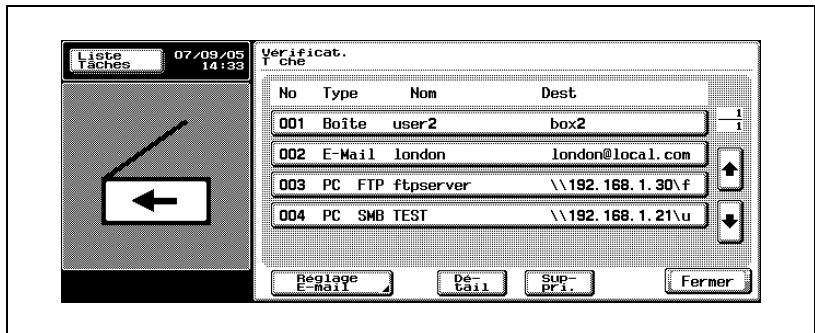 Liste
Tâches
07/09/05
14:33
Vérificat.
T che
No Type Nom Dest
001 Boîte user2 box2
002 E-Mail london london@local.com
003 PC FTP ftpserver \\192.168.1.30\f
004 PC SMB TEST \\192.168.1.21\u
1
1
Réglage
E-mail
Dé-
tail
Sup-
pri.
Fermer